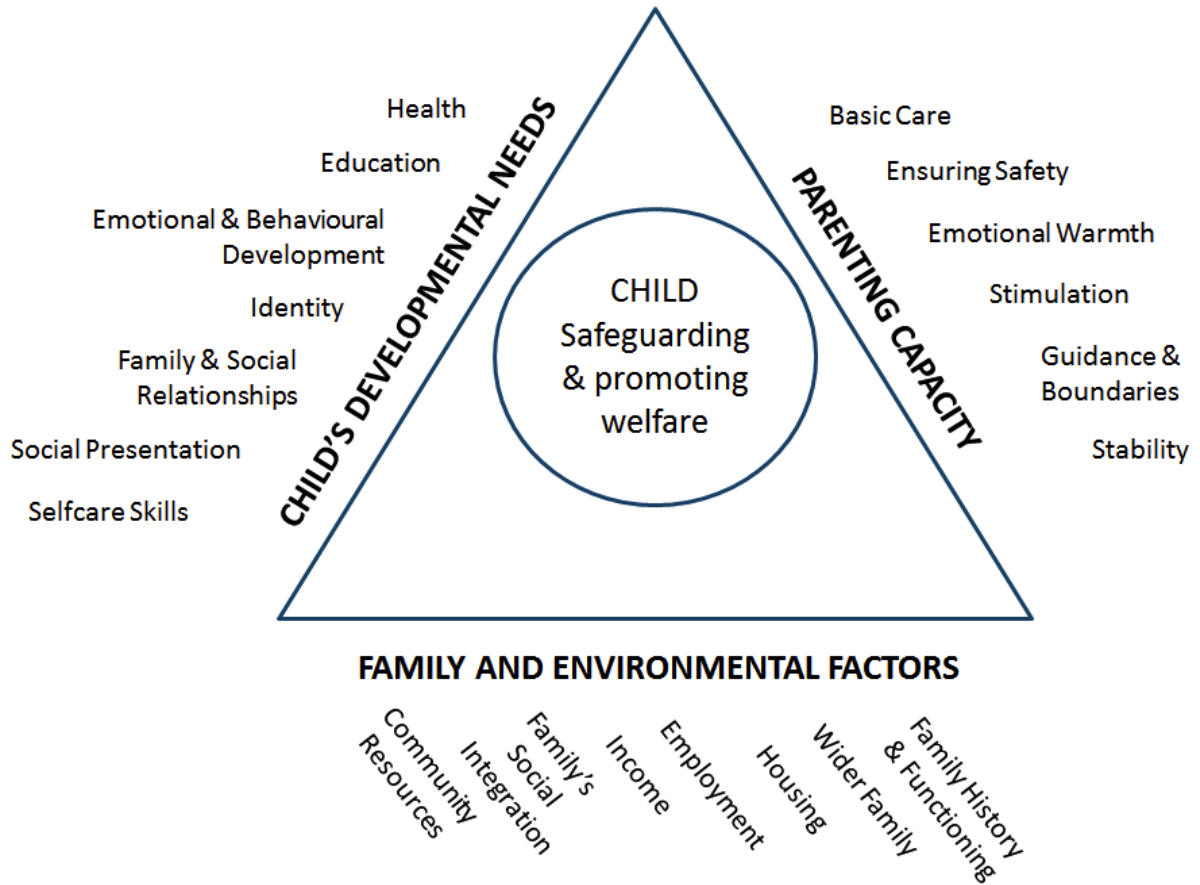 Health
Education
Emotional & Behavioural
Development
Identity
Family & Social
Relationships
Social Presentation
Selfcare Skills
CHILD'S DEVELOPMENTAL NEEDS
CHILD
Safeguarding
& promoting
welfare
PARENTING CAPACITY
Basic Care
Ensuring Safety
Emotional Warmth
Stimulation
Guidance &
Boundaries
Stability
FAMILY AND ENVIRONMENTAL FACTORS
Community
Resources
Family's
Social
Integration
Income
Employment
Housing
Wider Family
Family History
& Functioning